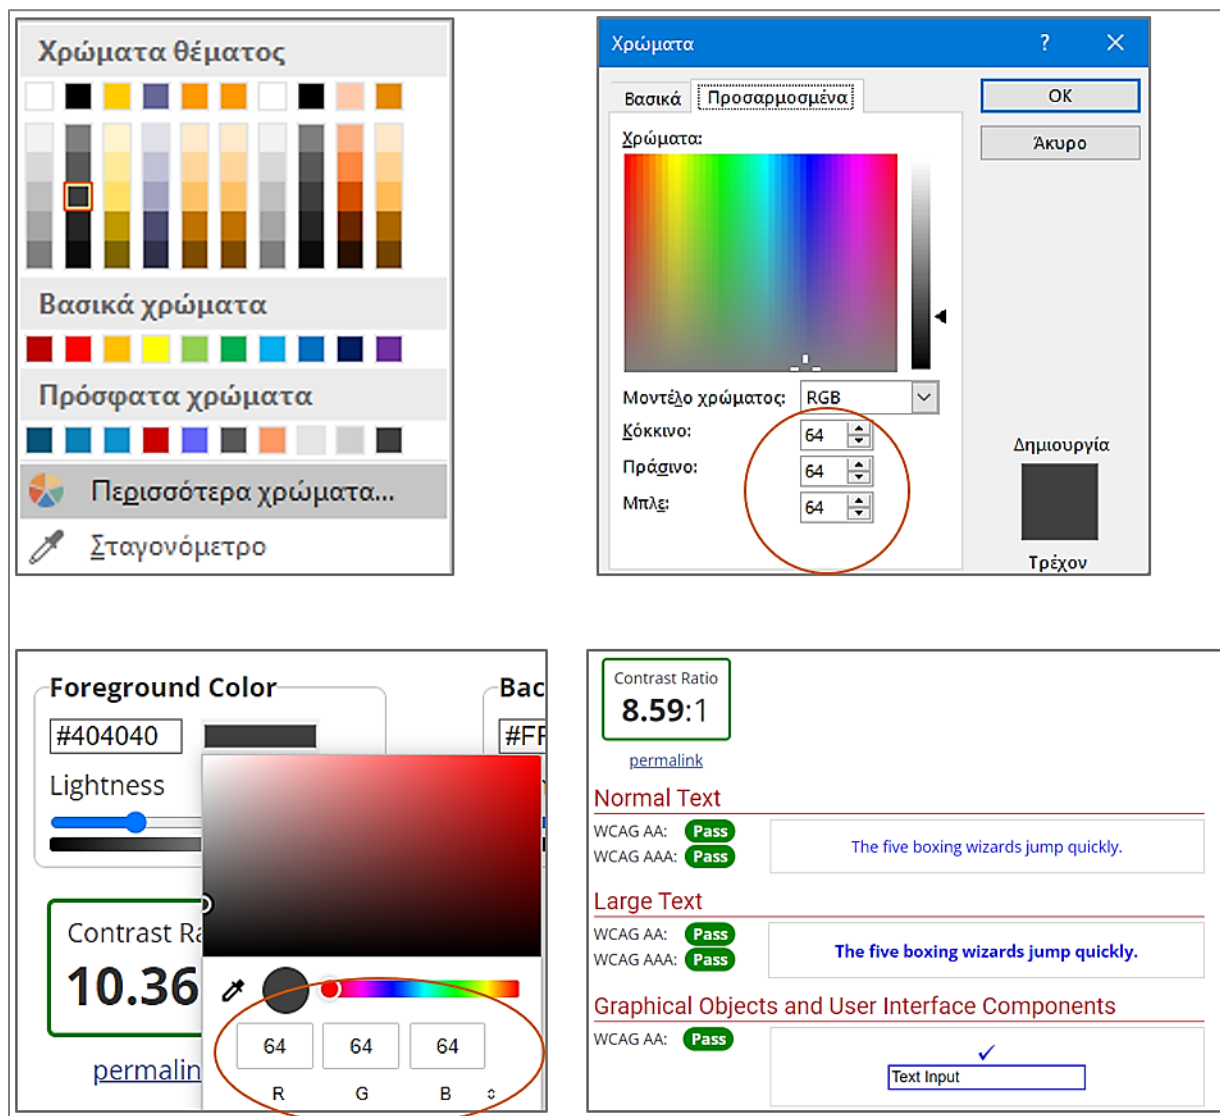 Χρώματα θέματος
Βασικά χρώματα
Πρόσφατα χρώματα
Περισσότερα χρώματα...
Σταγονόμετρο
Χρώματα ?
Βασικά Προσαρμοσμένα
OK
Άκυρο
Χρώματα:
Μοντέλο χρώματος: RGB
Κόκκινο: 64
Πράσινο: 64
Μπλε: 64
Δημιουργία
Τρέχον
Foreground Color
#404040
Lightness
Contrast Ra
10.36
permalin
64 64 64
R G B
Bac
#FF
Contrast Ratio
8.59:1
permalink
Normal Text
WCAG AA: Pass
WCAG AAA: Pass
The five boxing wizards jump quickly.
Large Text
WCAG AA: Pass
WCAG AAA: Pass
The five boxing wizards jump quickly.
Graphical Objects and User Interface Components
WCAG AA: Pass
Text Input